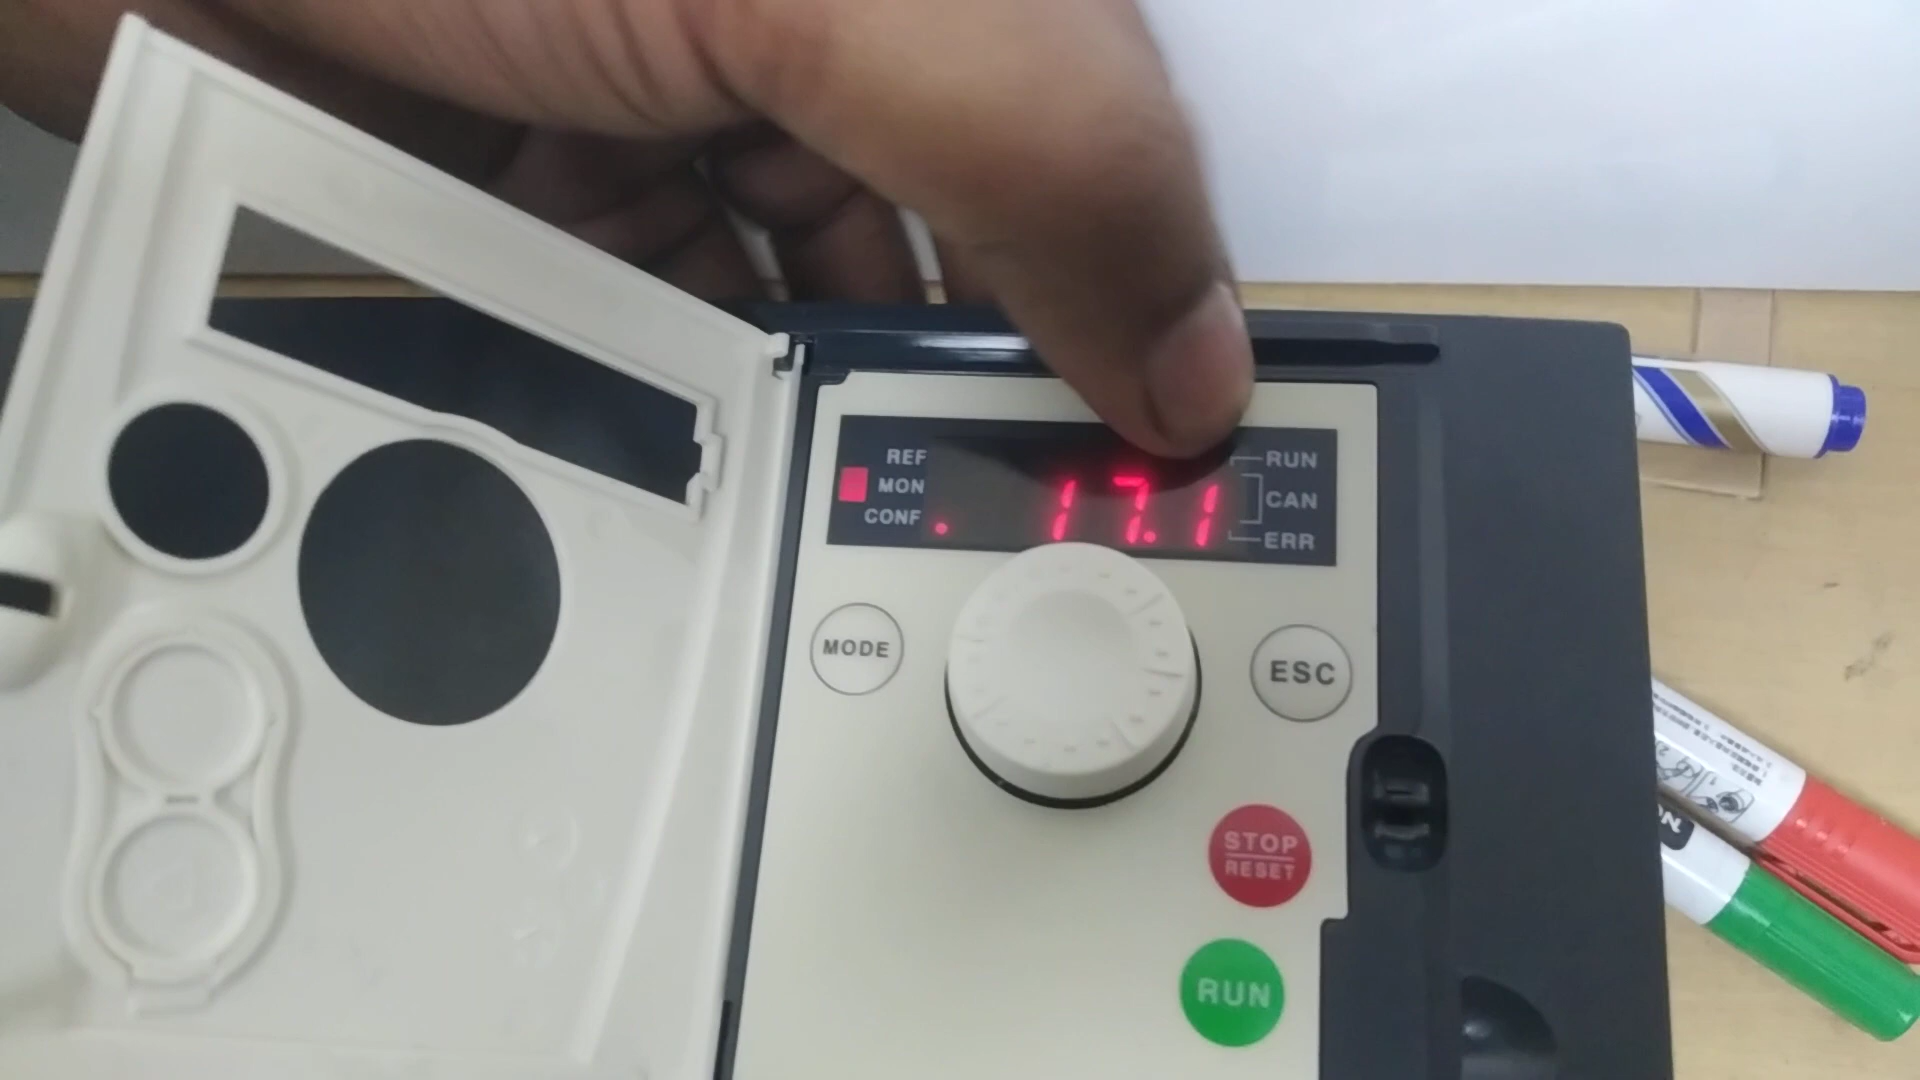 REF
MON
CONF
. 17.1
RUN
CAN
ERR
MODE
ESC
STOP
RESET
RUN